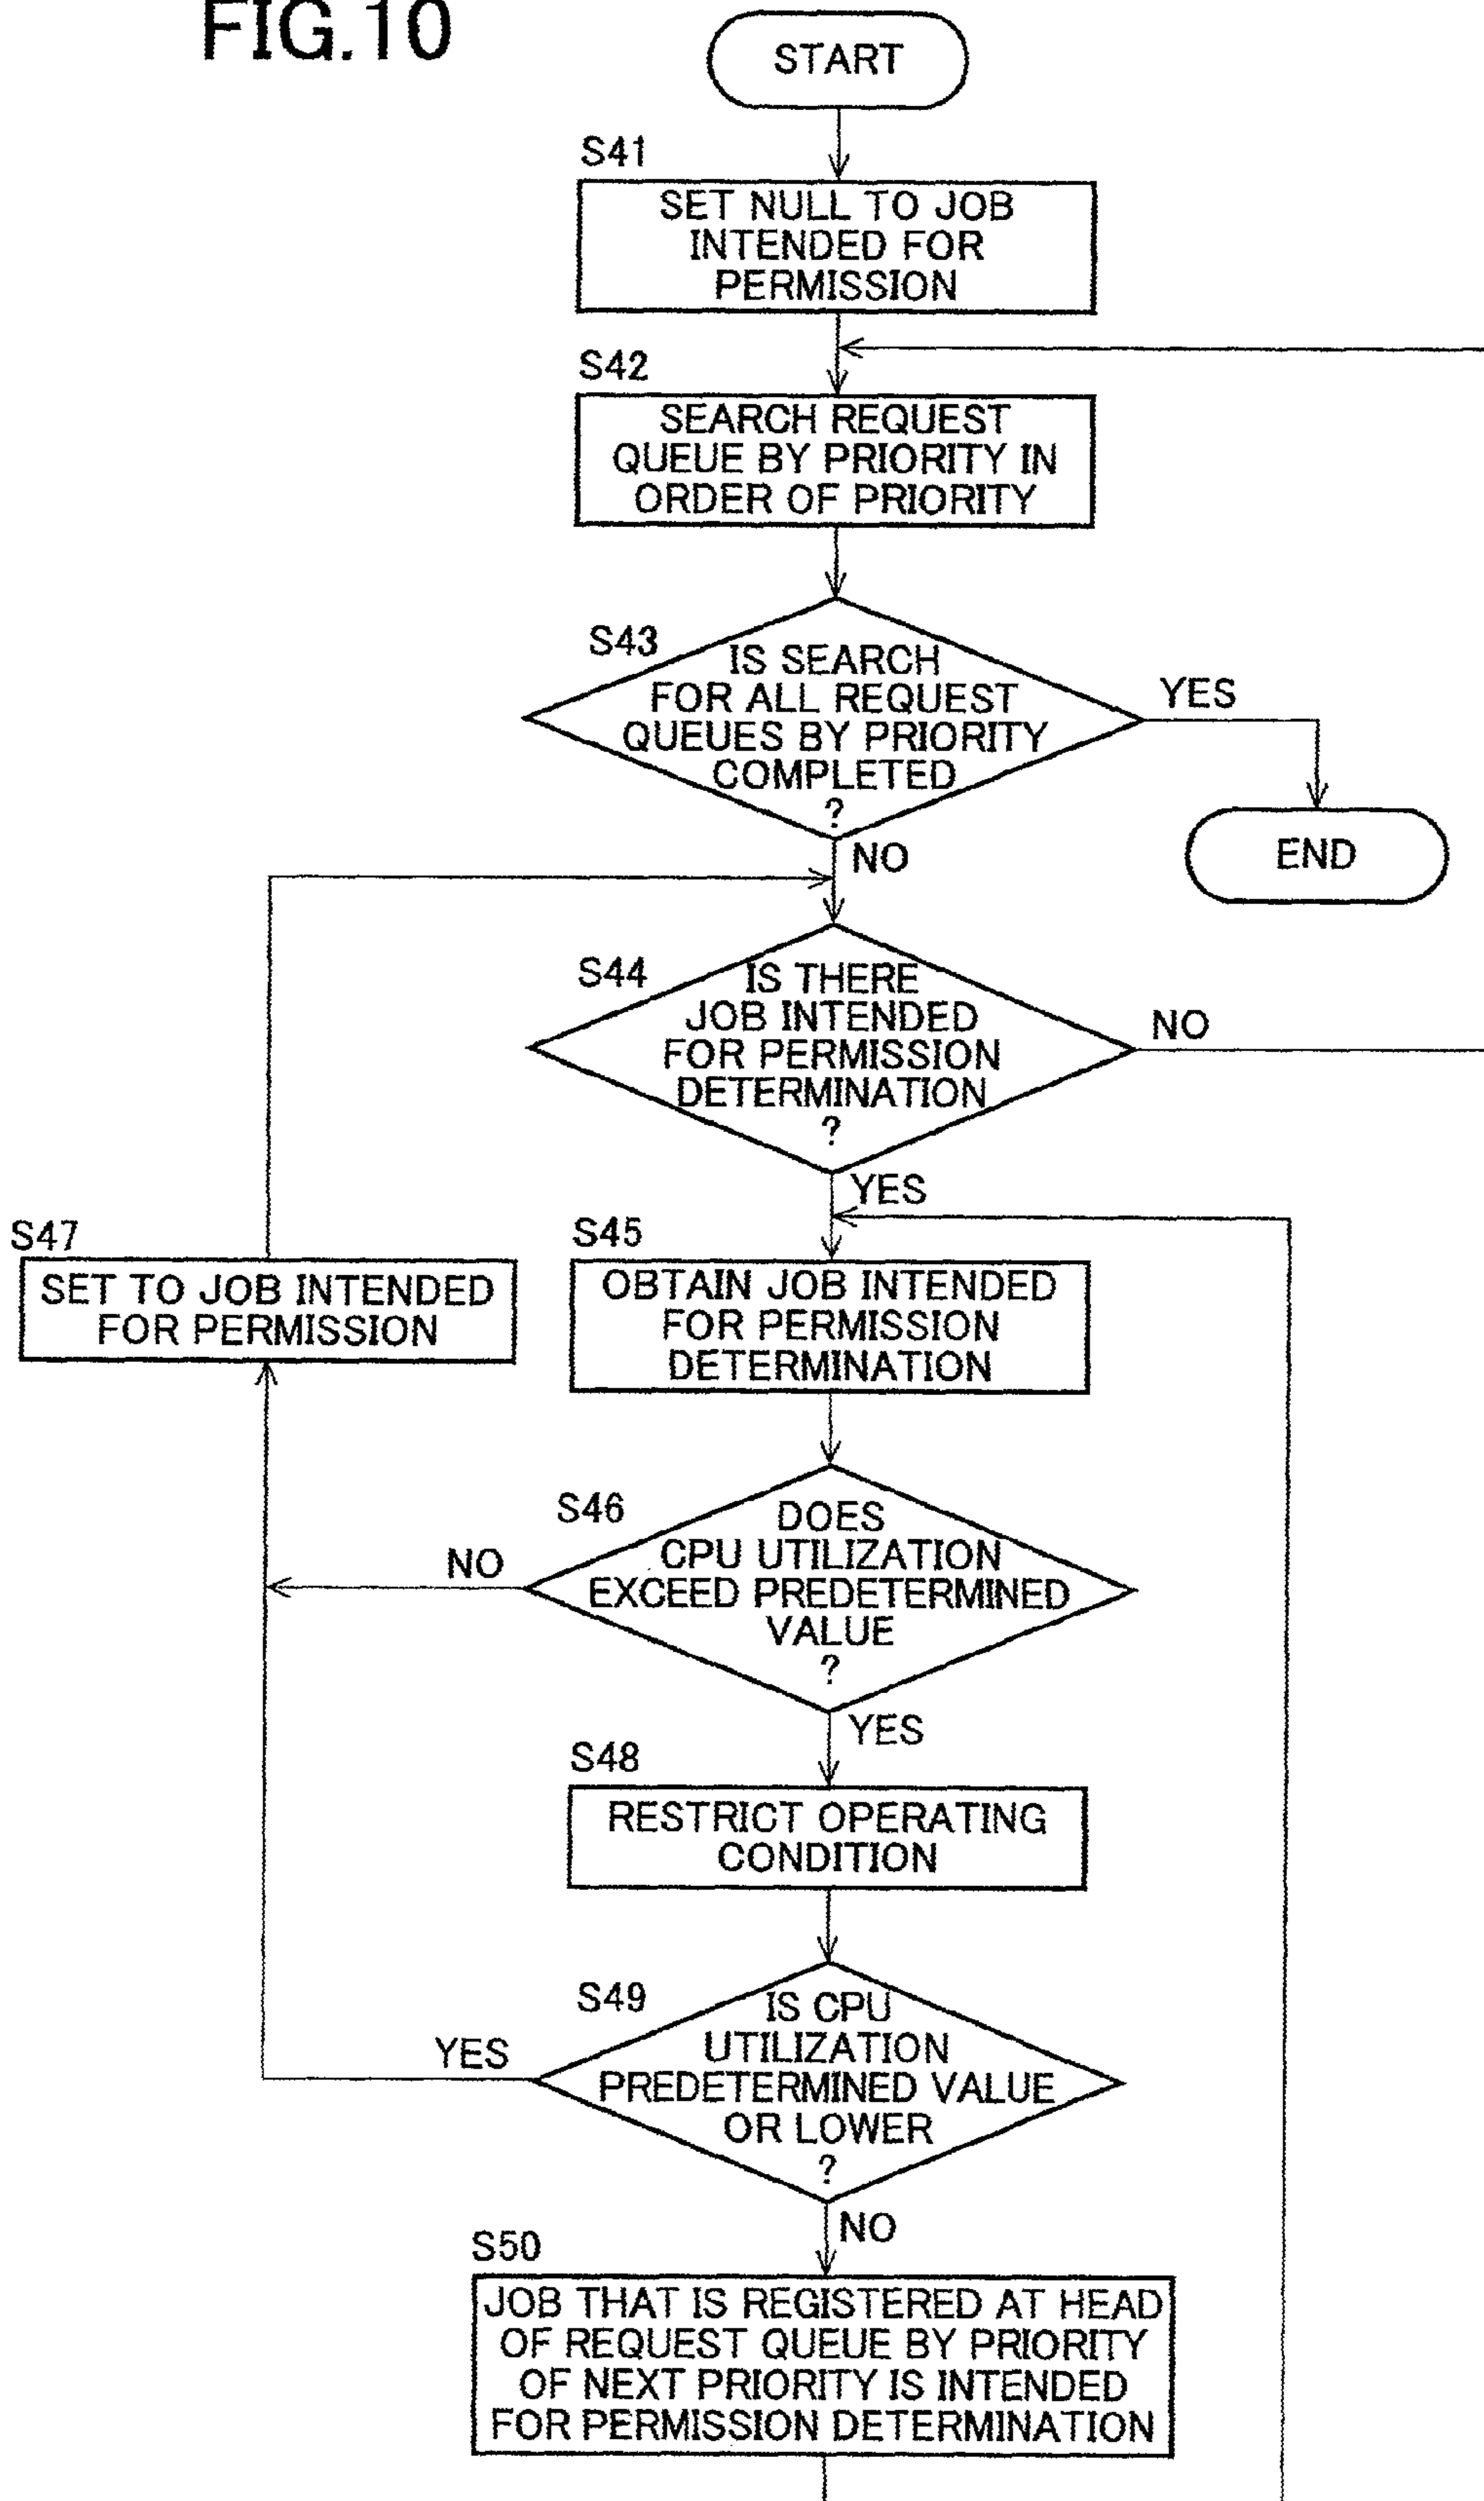 FIG.10
START
S41
SET NULL TO JOB
INTENDED FOR
PERMISSION
S42
SEARCH REQUEST
QUEUE BY PRIORITY IN
ORDER OF PRIORITY
S43
IS SEARCH
FOR ALL REQUEST
QUEUES BY PRIORITY
COMPLETED
?
YES
END
NO
S44
IS THERE
JOB INTENDED
FOR PERMISSION
DETERMINATION
?
NO
YES
S47
SET TO JOB INTENDED
FOR PERMISSION
S45
OBTAIN JOB INTENDED
FOR PERMISSION
DETERMINATION
S46
DOES
CPU UTILIZATION
EXCEED PREDETERMINED
VALUE
?
NO
YES
S48
RESTRICT OPERATING
CONDITION
S49
IS CPU
UTILIZATION
PREDETERMINED VALUE
OR LOWER
?
YES
NO
S50
JOB THAT IS REGISTERED AT HEAD
OF REQUEST QUEUE BY PRIORITY
OF NEXT PRIORITY IS INTENDED
FOR PERMISSION DETERMINATION